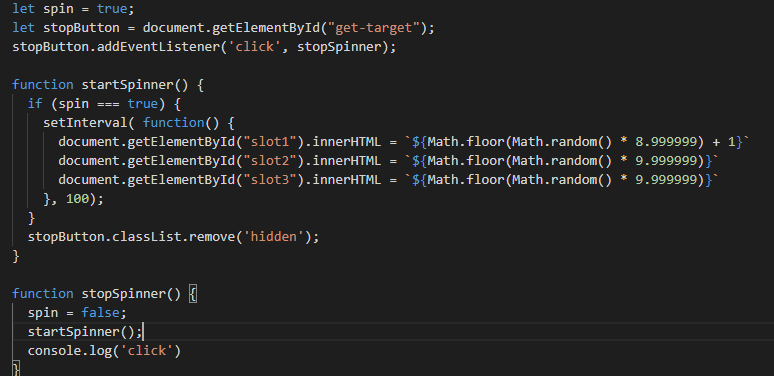 let spin = true;
let stopButton = document.getElementById("get-target");
stopButton.addEventListener('click', stopSpinner);

function startSpinner() {
  if (spin === true) {
    setInterval( function() {
      document.getElementById("slot1").innerHTML = `${Math.floor(Math.random() * 8.999999) + 1}`
      document.getElementById("slot2").innerHTML = `${Math.floor(Math.random() * 9.999999)}`
      document.getElementById("slot3").innerHTML = `${Math.floor(Math.random() * 9.999999)}`
    }, 100);
  }
  stopButton.classList.remove('hidden');
}

function stopSpinner() {
  spin = false;
  startSpinner();
  console.log('click')
}